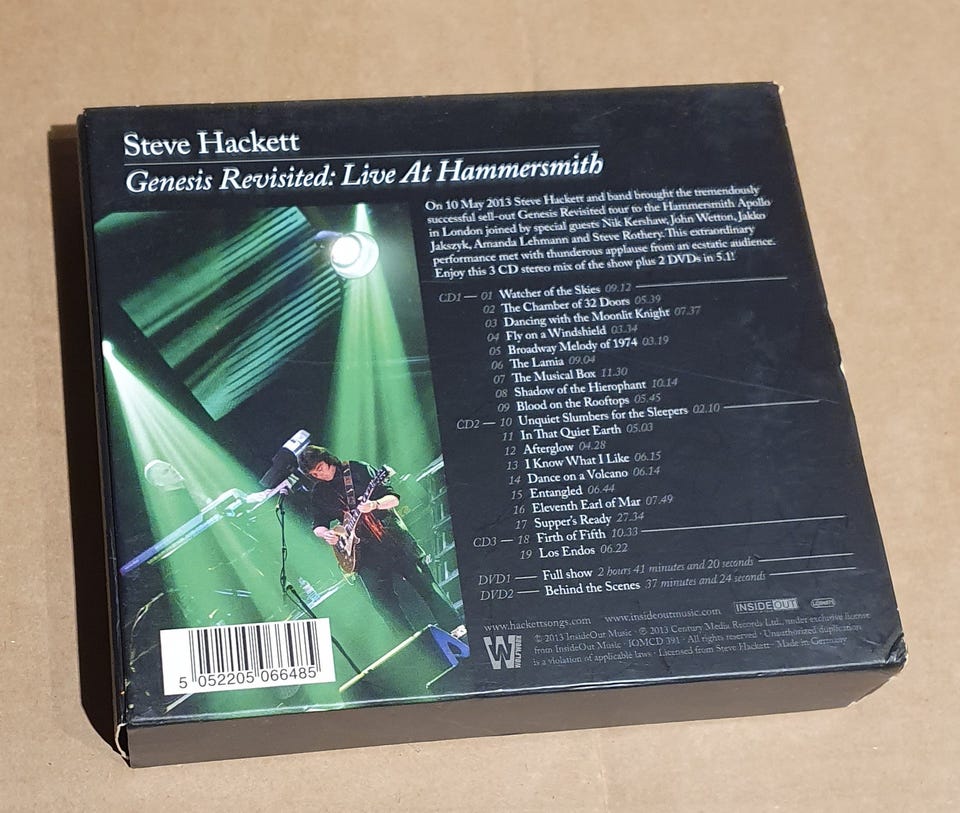 Steve Hackett
Genesis Revisited: Live At Hammersmith
On 10 May 2013 Steve Hackett and band brought the tremendously
successful sell-out Genesis Revisited tour to the Hammersmith Apollo
in London joined by special guests Nik Kershaw, John Wetton, Jakko
Jakszyk, Amanda Lehmann and Steve Rothery. This extraordinary
performance met with thunderous applause from an ecstatic audience.
Enjoy this 3 CD stereo mix of the show plus 2 DVDs in 5.1!
CD1 — 01 Watcher of the Skies 09.12
02 The Chamber of 32 Doors 05.39
03 Dancing with the Moonlit Knight 07.37
04 Fly on a Windshield 03.34
05 Broadway Melody of 1974 03.19
06 The Lamia 09.04
07 The Musical Box 11.30
08 Shadow of the Hierophant 10.14
09 Blood on the Rooftops 05.45
CD2 — 10 Unquiet Slumbers for the Sleepers 02.10
11 In That Quiet Earth 05.03
12 Afterglow 04.28
13 I Know What I Like 06.15
14 Dance on a Volcano 06.14
15 Entangled 06.44
16 Eleventh Earl of Mar 07.49
17 Supper's Ready 27.34
CD3 — 18 Firth of Fifth 10.33
19 Los Endos 06.22
DVD1 — Full show 2 hours 41 minutes and 20 seconds
DVD2 — Behind the Scenes 37 minutes and 24 seconds
www.hackettsongs.com www.insideoutmusic.com INSIDEOUT
W WOLFWORK
© 2013 InsideOut Music · ℗ 2013 Century Media Records Ltd., under exclusive license
from InsideOut Music · IOMCD 391 · All rights reserved · Unauthorized duplication
is a violation of applicable laws · Licensed from Steve Hackett · Made in Germany
5 052205 066485